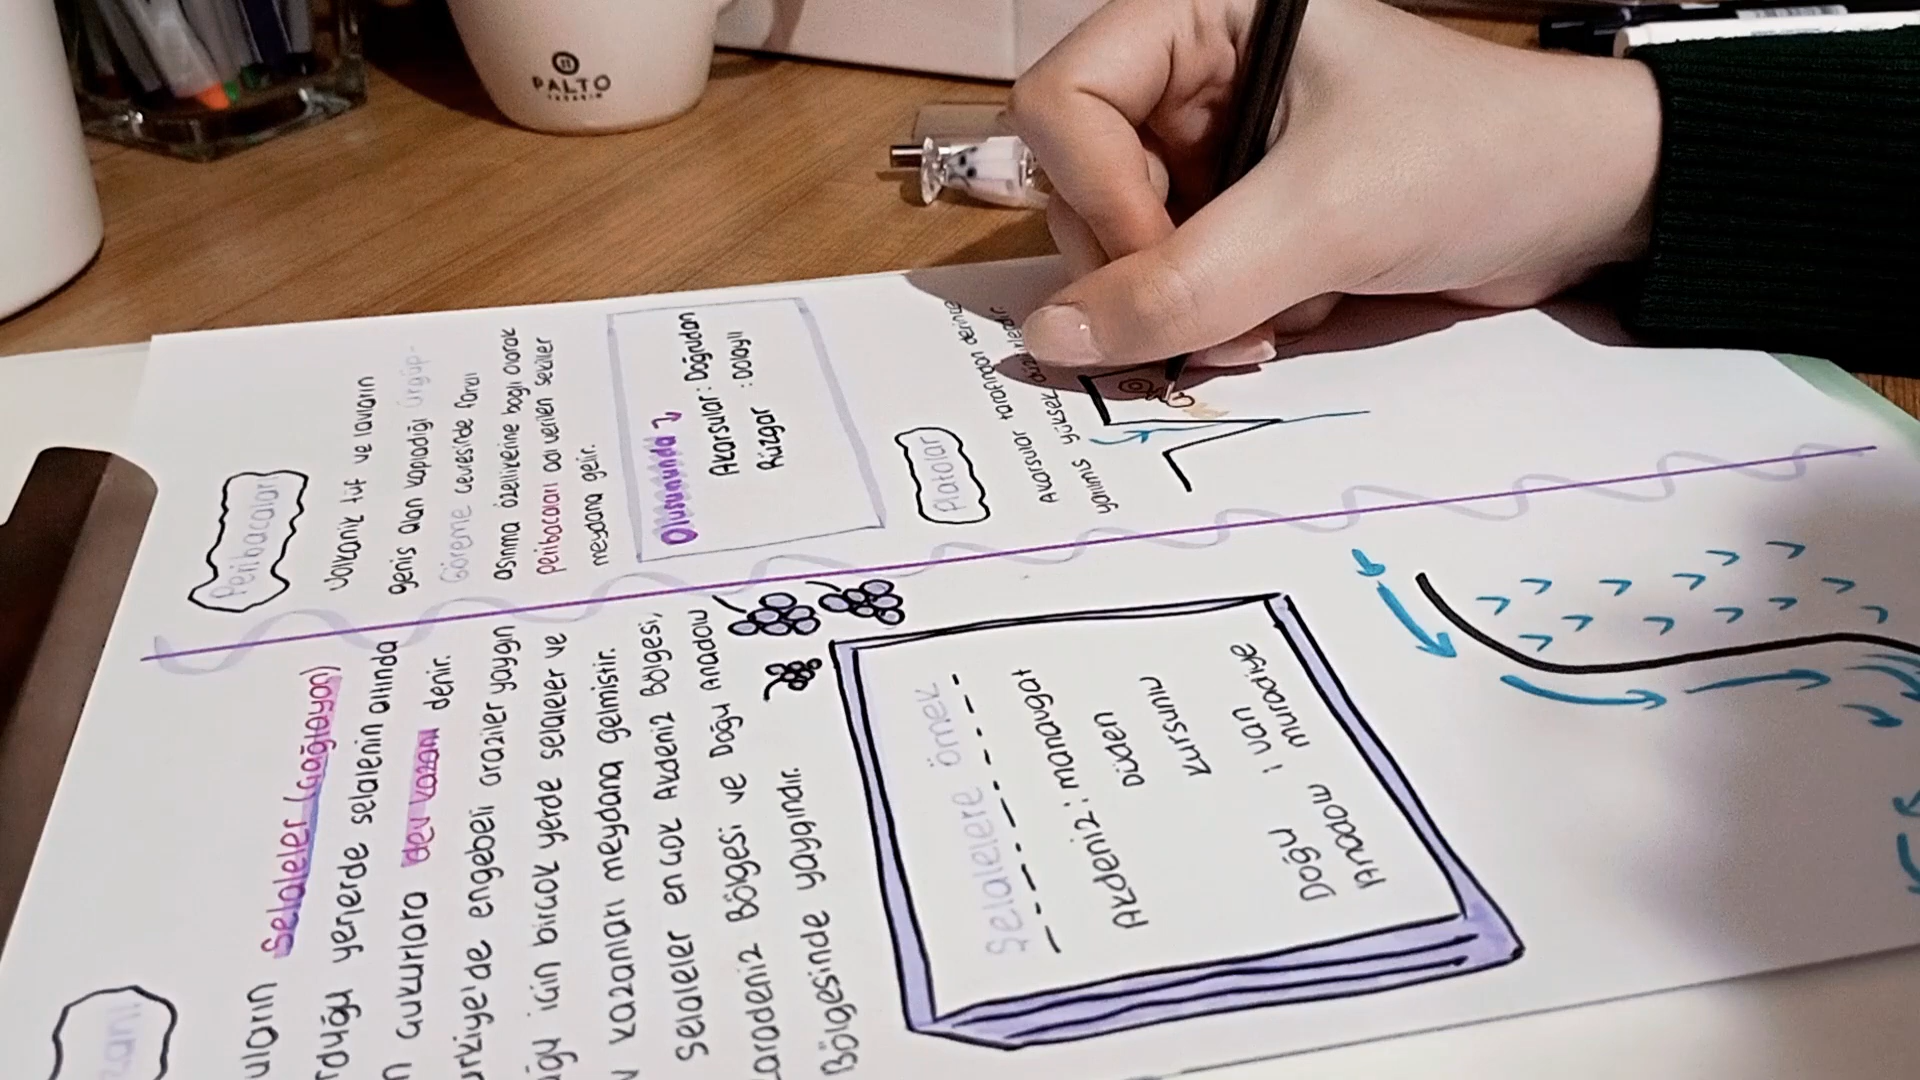 PALTO
TASARIM
Peribacaları
Volkanik tüf ve lavların
geniş alan kapladığı Ürgüp-
Göreme çevresinde farklı
aşınma özelliklerine bağlı olarak
peribacaları adı verilen şekiller
meydana gelir.
Oluşumunda
Akarsular : Doğrudan
Rüzgar : Dolaylı
Platolar
Akarsular tarafından derince
yarılmış yüksek
Şelaleler (çağlayan)
yerlerde şelalenin altında
çukurlara dev kazanı denir.
engebeli araziler yaygın
için birçok yerde şelaleler ve
kazanları meydana gelmiştir.
Şelaleler en çok Akdeniz Bölgesi,
Karadeniz Bölgesi ve Doğu Anadolu
Bölgesinde yaygındır.
Şelalelere Örnek
Akdeniz : manavgat
Düden
Kurşunlu
Doğu
Anadolu : van
muradiye